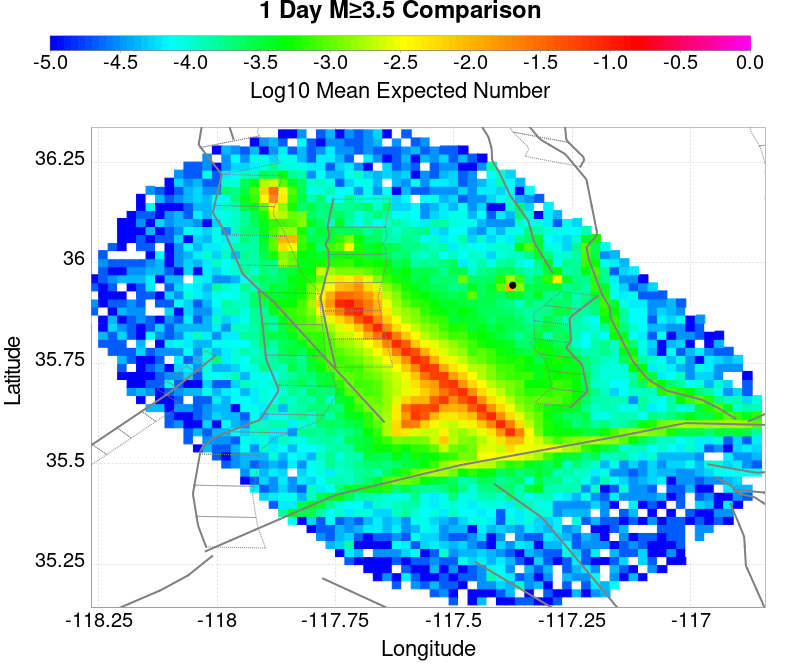 1 Day M≥3.5 Comparison
-5.0 -4.5 -4.0 -3.5 -3.0 -2.5 -2.0 -1.5 -1.0 -0.5 0.0
Log10 Mean Expected Number
36.25
36
35.75
35.5
35.25
Latitude
-118.25 -118 -117.75 -117.5 -117.25 -117
Longitude